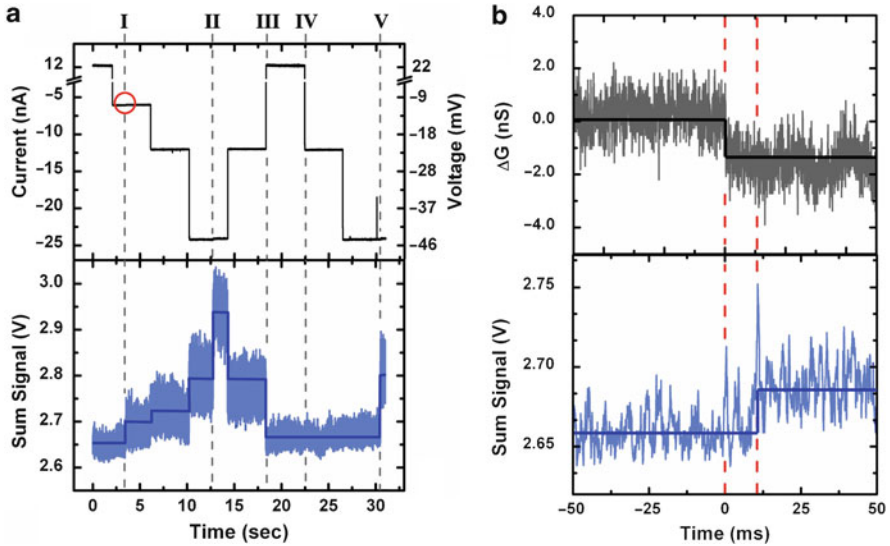 a
I II III IV V
12
−5
−10
−15
−20
−25
Current (nA)
22
−9
−18
−28
−37
−46
Voltage (mV)
3.0
2.9
2.8
2.7
2.6
Sum Signal (V)
0 5 10 15 20 25 30
Time (sec)
b
4.0
2.0
0.0
−2.0
−4.0
ΔG (nS)
2.75
2.70
2.65
Sum Signal (V)
−50 −25 0 25 50
Time (ms)